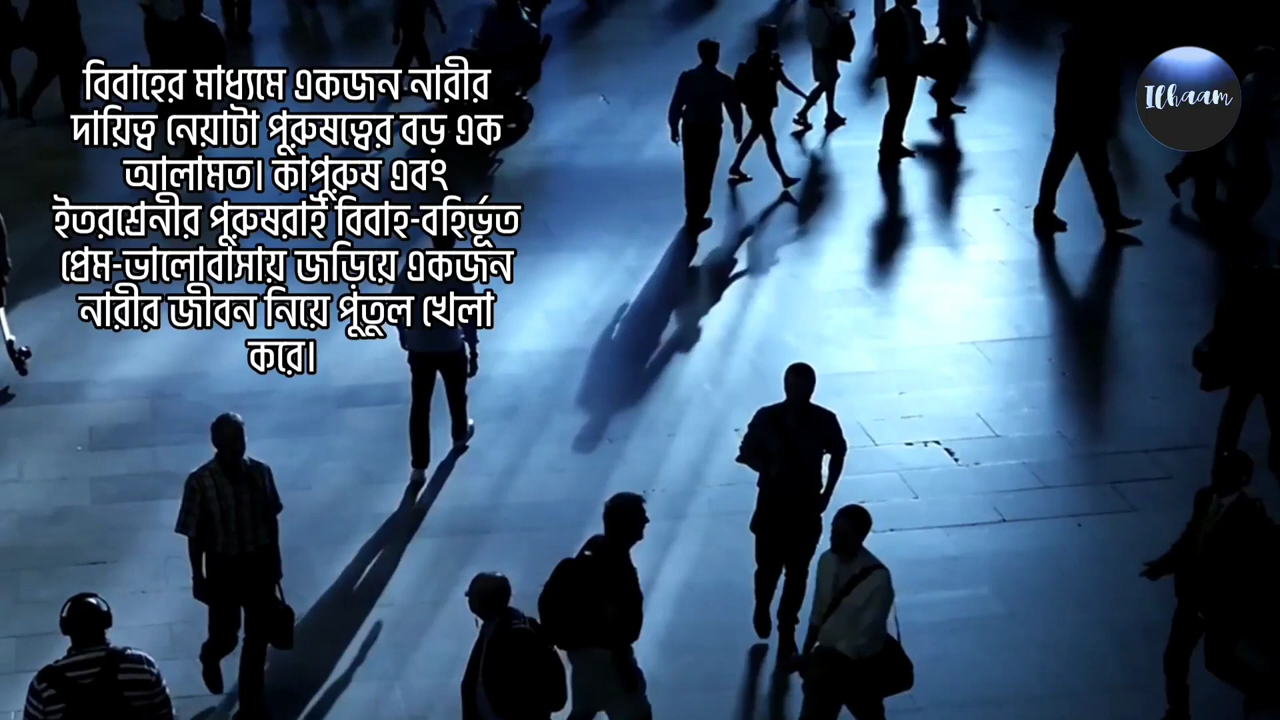 বিবাহের মাধ্যমে একজন নারীর
দায়িত্ব নেয়াটা পুরুষত্বের বড় এক
আলামত। কাপুরুষ এবং
ইতরশ্রেনীর পুরুষরাই বিবাহ-বহির্ভূত
প্রেম-ভালোবাসায় জড়িয়ে একজন
নারীর জীবন নিয়ে পুতুল খেলা
করে।
Ilhaam